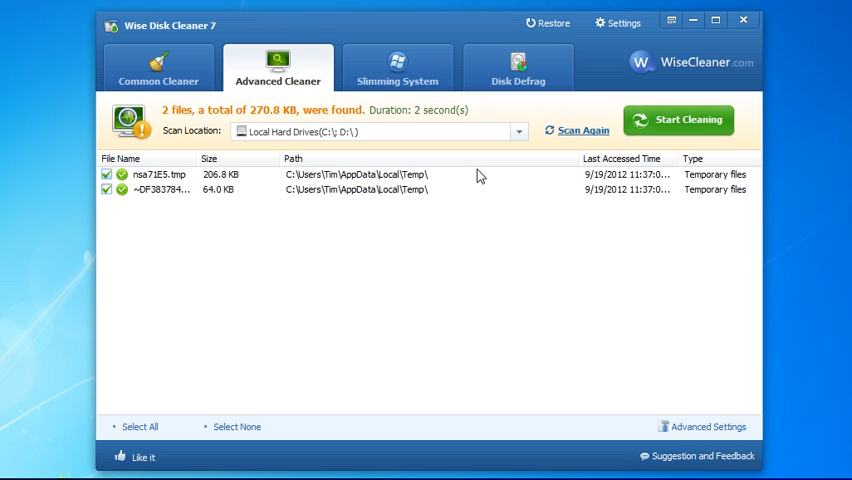 Wise Disk Cleaner 7
Restore
Settings
Common Cleaner
Advanced Cleaner
Slimming System
Disk Defrag
W WiseCleaner.com
2 files, a total of 270.8 KB, were found. Duration: 2 second(s)
Scan Location: Local Hard Drives(C:\; D:\)
Scan Again
Start Cleaning
File Name Size Path Last Accessed Time Type
nsa71E5.tmp 206.8 KB C:\Users\Tim\AppData\Local\Temp\ 9/19/2012 11:37:0... Temporary files
~DF383784... 64.0 KB C:\Users\Tim\AppData\Local\Temp\ 9/19/2012 11:37:0... Temporary files
Select All
Select None
Advanced Settings
Like it
Suggestion and Feedback